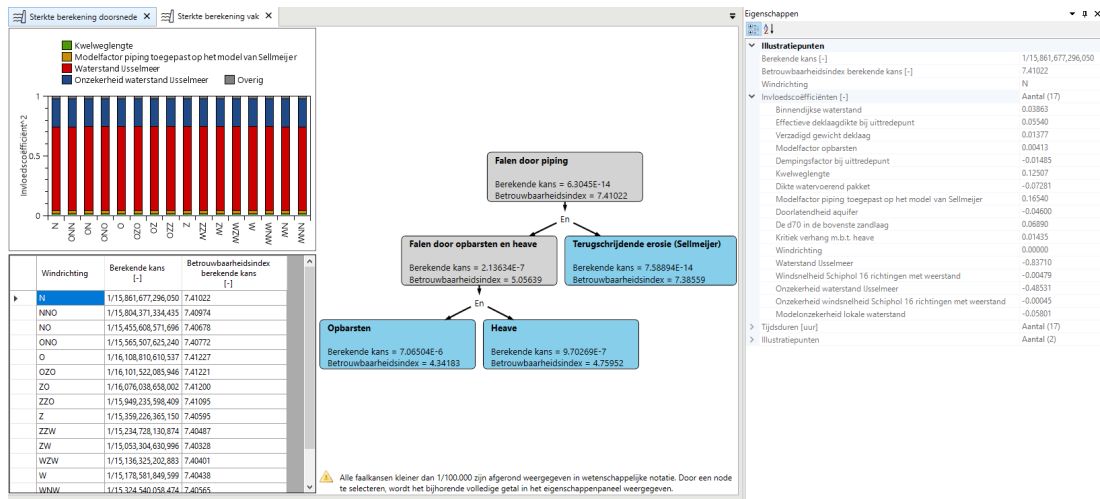 Sterkte berekening doorsnede
Sterkte berekening vak
Kwelweglengte
Modelfactor piping toegepast op het model van Sellmeijer
Waterstand IJsselmeer
Onzekerheid waterstand IJsselmeer
Overig
Invloedscoëfficiënt^2
1
0.5
0
N
NNO
NO
ONO
O
OZO
ZO
ZZO
Z
ZZW
ZW
WZW
W
WNW
NW
NNW
Windrichting
Berekende kans
[-]
Betrouwbaarheidsindex
berekende kans
[-]
N 1/15,861,677,296,050 7.41022
NNO 1/15,804,371,334,435 7.40974
NO 1/15,455,608,571,696 7.40678
ONO 1/15,565,507,625,240 7.40772
O 1/16,108,810,610,537 7.41227
OZO 1/16,101,522,085,946 7.41221
ZO 1/16,076,038,658,002 7.41200
ZZO 1/15,949,235,598,409 7.41095
Z 1/15,359,226,365,150 7.40595
ZZW 1/15,234,728,130,874 7.40487
ZW 1/15,053,304,630,996 7.40328
WZW 1/15,136,325,202,883 7.40401
W 1/15,178,581,849,599 7.40438
WNW 1/15,324,540,058,474 7.40565
Falen door piping
Berekende kans = 6.3045E-14
Betrouwbaarheidsindex = 7.41022
En
Falen door opbarsten en heave
Berekende kans = 2.13634E-7
Betrouwbaarheidsindex = 5.05639
Terugschrijdende erosie (Sellmeijer)
Berekende kans = 7.58894E-14
Betrouwbaarheidsindex = 7.38559
En
Opbarsten
Berekende kans = 7.06504E-6
Betrouwbaarheidsindex = 4.34183
Heave
Berekende kans = 9.70269E-7
Betrouwbaarheidsindex = 4.75952
Alle faalkansen kleiner dan 1/100.000 zijn afgerond weergegeven in wetenschappelijke notatie. Door een node
te selecteren, wordt het bijhorende volledige getal in het eigenschappenpaneel weergegeven.
Eigenschappen
Illustratiepunten
Berekende kans [-] 1/15,861,677,296,050
Betrouwbaarheidsindex berekende kans [-] 7.41022
Windrichting N
Invloedscoëfficiënten [-] Aantal (17)
Binnendijkse waterstand 0.03863
Effectieve deklaagdikte bij uittredepunt 0.05540
Verzadigd gewicht deklaag 0.01377
Modelfactor opbarsten 0.00413
Dempingsfactor bij uittredepunt -0.01485
Kwelweglengte 0.12507
Dikte watervoerend pakket -0.07281
Modelfactor piping toegepast op het model van Sellmeijer 0.16540
Doorlatendheid aquifer -0.04600
De d70 in de bovenste zandlaag 0.06890
Kritiek verhang m.b.t. heave 0.01435
Windrichting 0.00000
Waterstand IJsselmeer -0.83710
Windsnelheid Schiphol 16 richtingen met weerstand -0.00479
Onzekerheid waterstand IJsselmeer -0.48531
Onzekerheid windsnelheid Schiphol 16 richtingen met weerstand -0.00045
Modelonzekerheid lokale waterstand -0.05801
Tijdsduren [uur] Aantal (17)
Illustratiepunten Aantal (2)